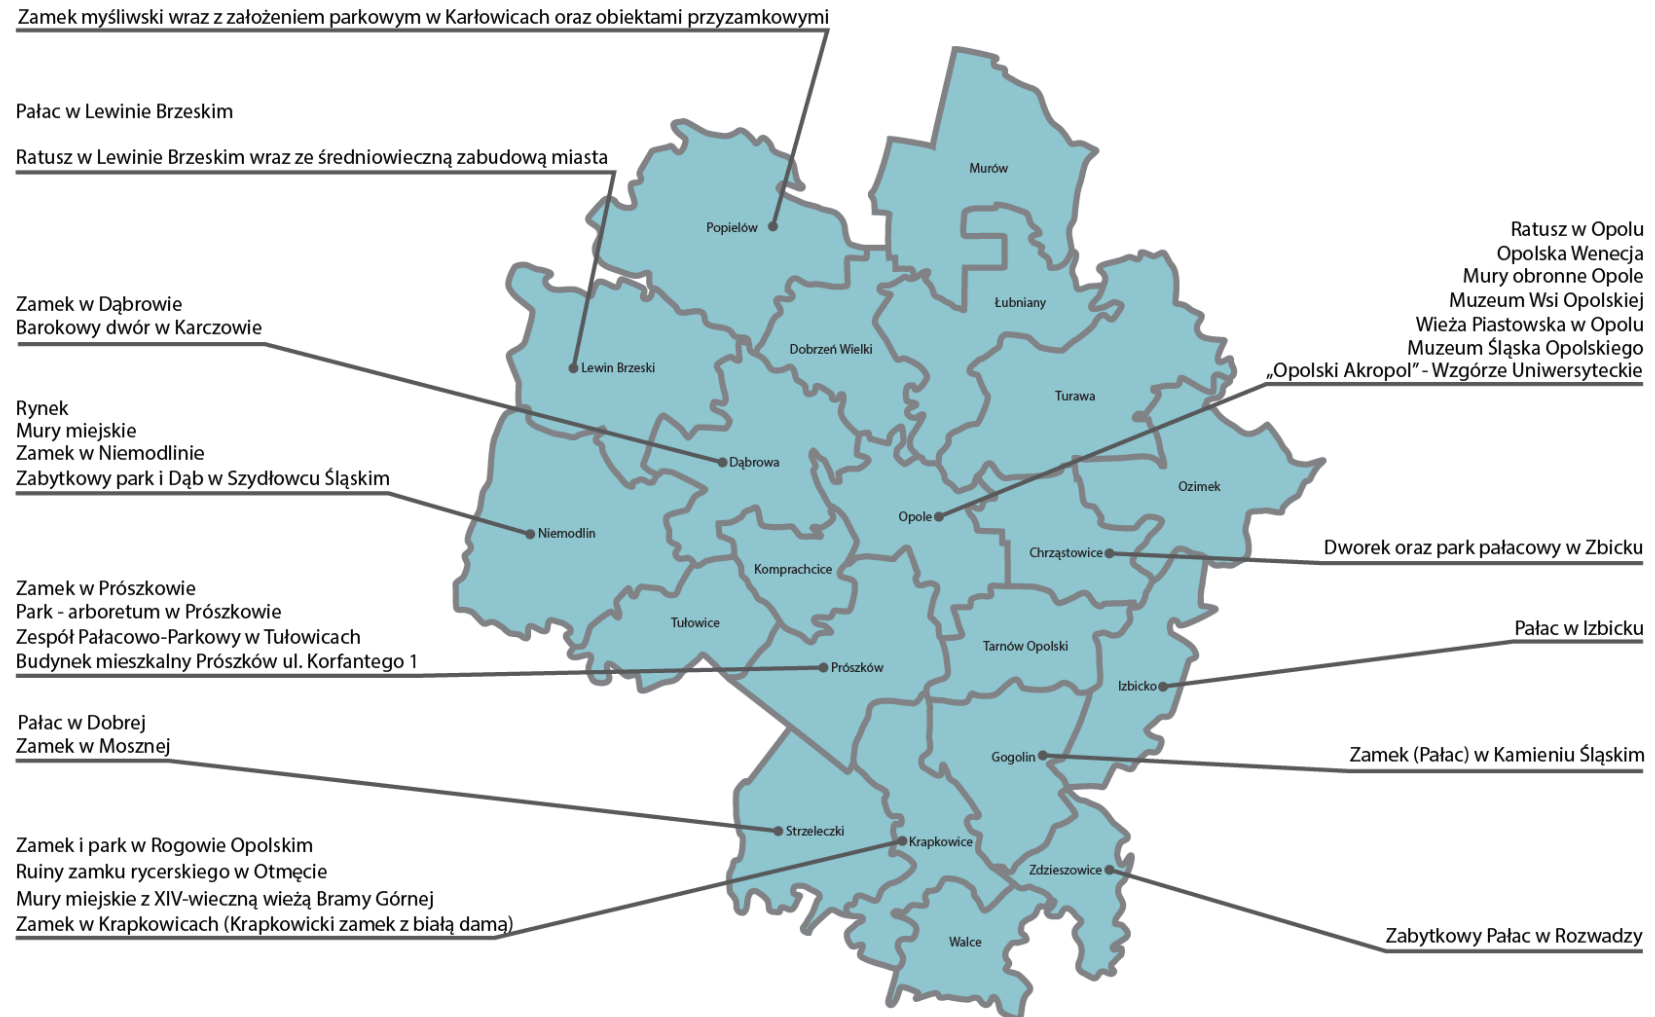 Zamek myśliwski wraz z założeniem parkowym w Karłowicach oraz obiektami przyzamkowymi
Pałac w Lewinie Brzeskim
Ratusz w Lewinie Brzeskim wraz ze średniowieczną zabudową miasta
Zamek w Dąbrowie
Barokowy dwór w Karczowie
Rynek
Mury miejskie
Zamek w Niemodlinie
Zabytkowy park i Dąb w Szydłowcu Śląskim
Zamek w Prószkowie
Park - arboretum w Prószkowie
Zespół Pałacowo-Parkowy w Tułowicach
Budynek mieszkalny Prószków ul. Korfantego 1
Pałac w Dobrej
Zamek w Mosznej
Zamek i park w Rogowie Opolskim
Ruiny zamku rycerskiego w Otmęcie
Mury miejskie z XIV-wieczną wieżą Bramy Górnej
Zamek w Krapkowicach (Krapkowicki zamek z białą damą)
Murów
Popielów
Łubniany
Dobrzeń Wielki
Lewin Brzeski
Turawa
Dąbrowa
Ozimek
Opole
Niemodlin
Chrząstowice
Komprachcice
Tułowice
Tarnów Opolski
Prószków
Izbicko
Gogolin
Strzeleczki
Krapkowice
Zdzieszowice
Walce
Ratusz w Opolu
Opolska Wenecja
Mury obronne Opole
Muzeum Wsi Opolskiej
Wieża Piastowska w Opolu
Muzeum Śląska Opolskiego
„Opolski Akropol” - Wzgórze Uniwersyteckie
Dworek oraz park pałacowy w Zbicku
Pałac w Izbicku
Zamek (Pałac) w Kamieniu Śląskim
Zabytkowy Pałac w Rozwadzy